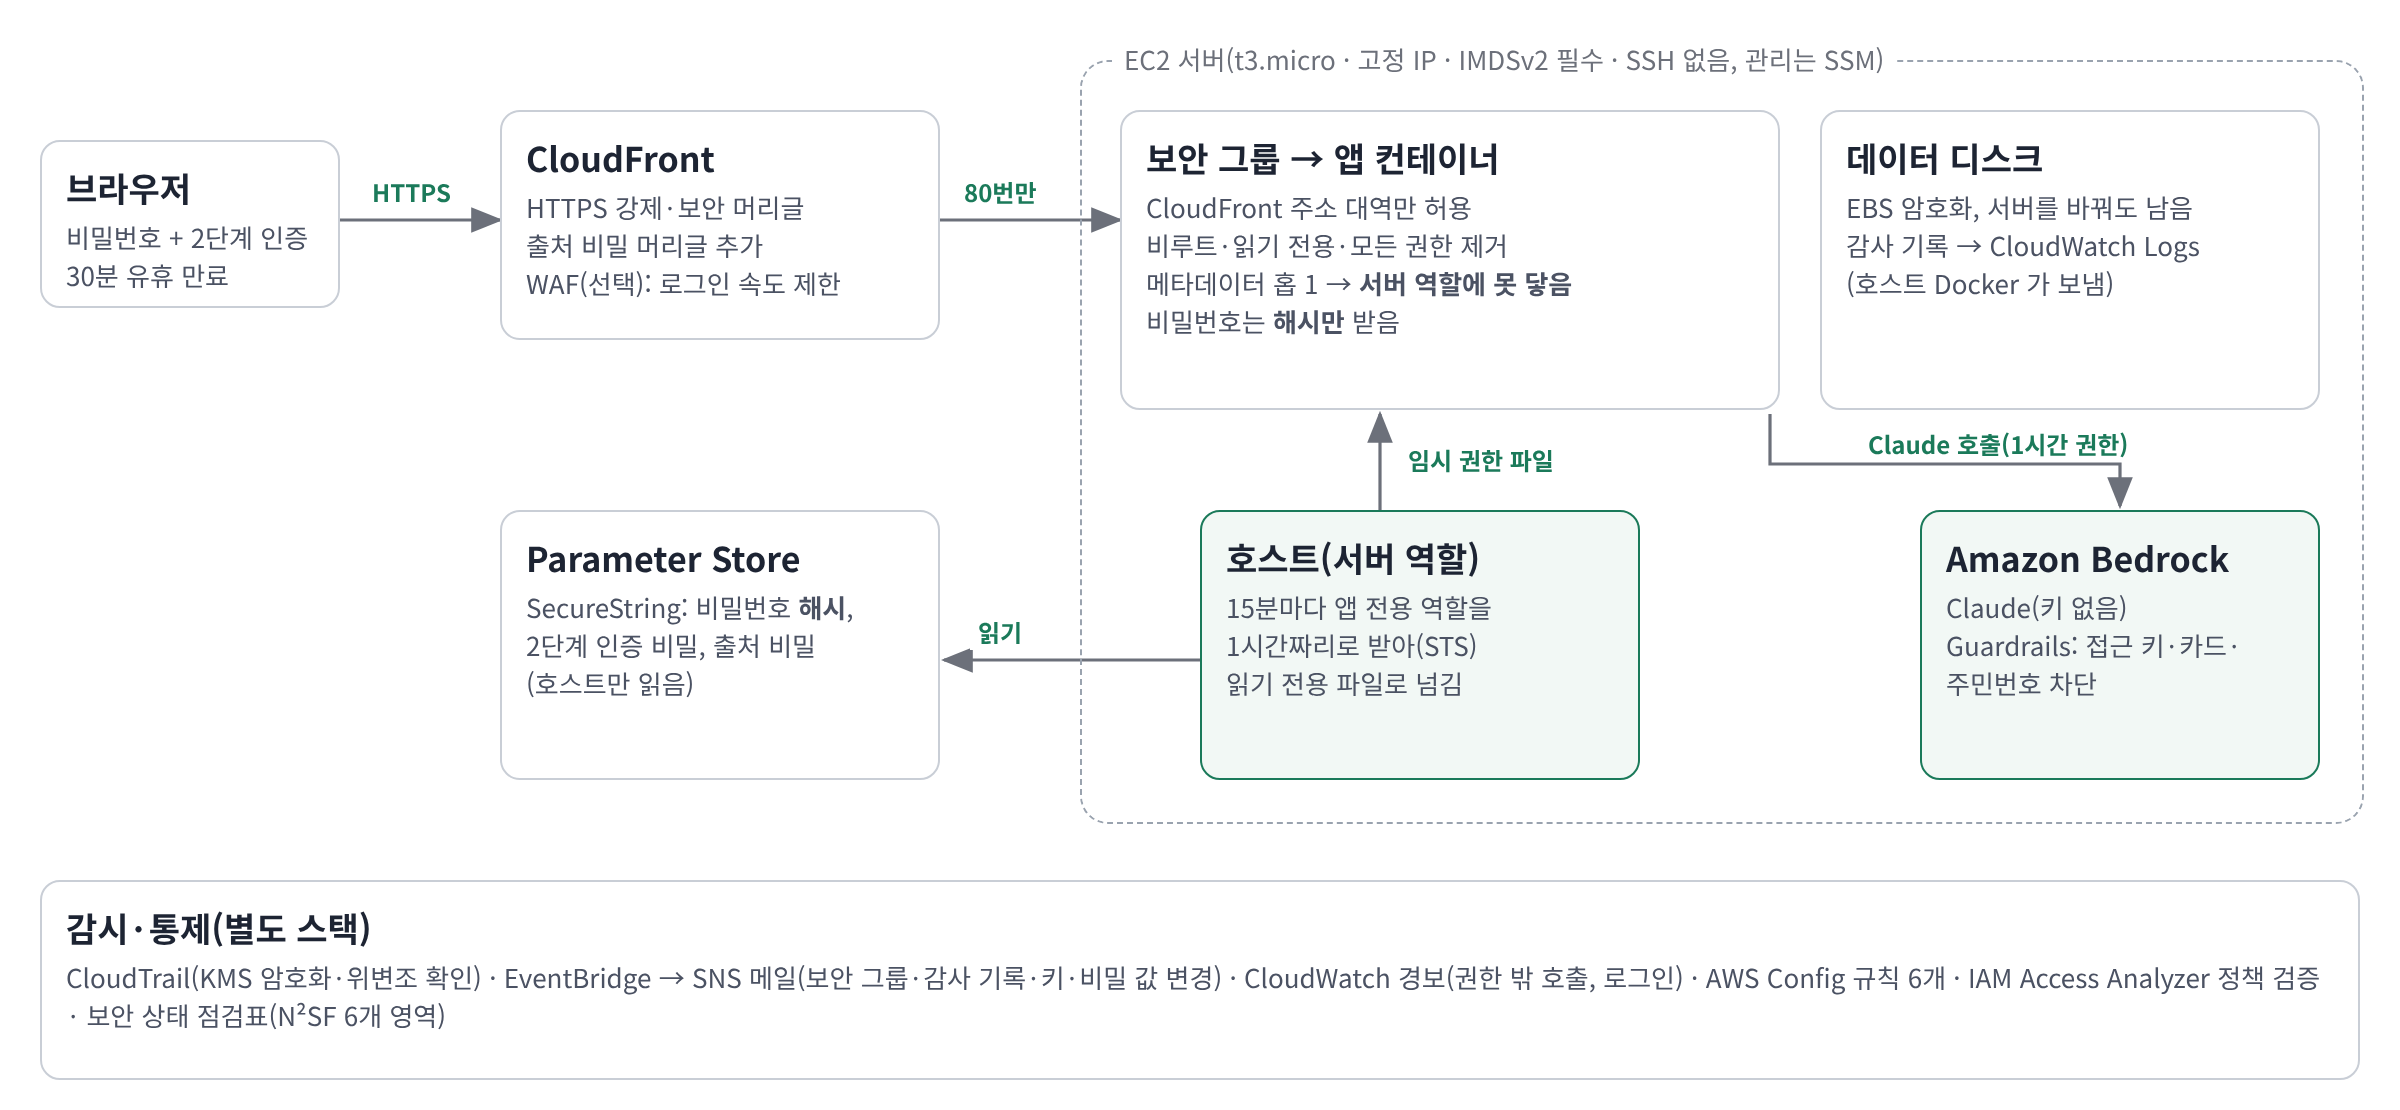 EC2 서버(t3.micro · 고정 IP · IMDSv2 필수 · SSH 없음, 관리는 SSM)
브라우저
비밀번호 + 2단계 인증
30분 유휴 만료
HTTPS
CloudFront
HTTPS 강제·보안 머리글
출처 비밀 머리글 추가
WAF(선택): 로그인 속도 제한
80번만
보안 그룹 → 앱 컨테이너
CloudFront 주소 대역만 허용
비루트·읽기 전용·모든 권한 제거
메타데이터 홉 1 → 서버 역할에 못 닿음
비밀번호는 해시만 받음
데이터 디스크
EBS 암호화, 서버를 바꿔도 남음
감사 기록 → CloudWatch Logs
(호스트 Docker 가 보냄)
임시 권한 파일
Claude 호출(1시간 권한)
Parameter Store
SecureString: 비밀번호 해시,
2단계 인증 비밀, 출처 비밀
(호스트만 읽음)
읽기
호스트(서버 역할)
15분마다 앱 전용 역할을
1시간짜리로 받아(STS)
읽기 전용 파일로 넘김
Amazon Bedrock
Claude(키 없음)
Guardrails: 접근 키·카드·
주민번호 차단
감시·통제(별도 스택)
CloudTrail(KMS 암호화·위변조 확인) · EventBridge → SNS 메일(보안 그룹·감사 기록·키·비밀 값 변경) · CloudWatch 경보(권한 밖 호출, 로그인) · AWS Config 규칙 6개 · IAM Access Analyzer 정책 검증
· 보안 상태 점검표(N²SF 6개 영역)